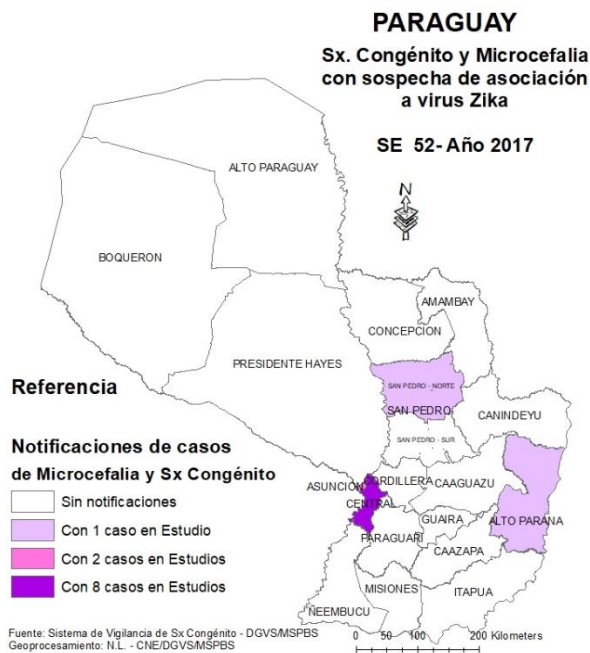 PARAGUAY
Sx. Congénito y Microcefalia
con sospecha de asociación
a virus Zika
SE 52- Año 2017
N
ALTO PARAGUAY
BOQUERON
AMAMBAY
CONCEPCION
PRESIDENTE HAYES
SAN PEDRO - NORTE
SAN PEDRO
CANINDEYU
SAN PEDRO - SUR
ASUNCION
CORDILLERA
CAAGUAZU
CENTRAL
GUAIRA
ALTO PARANA
PARAGUARI
CAAZAPA
MISIONES
ITAPUA
ÑEEMBUCU
Referencia
Notificaciones de casos
de Microcefalia y Sx Congénito
Sin notificaciones
Con 1 caso en Estudio
Con 2 casos en Estudios
Con 8 casos en Estudios
Fuente: Sistema de Vigilancia de Sx Congénito - DGVS/MSPBS
Geoprocesamiento: N.L. - CNE/DGVS/MSPBS
0 50 100 200 Kilometers